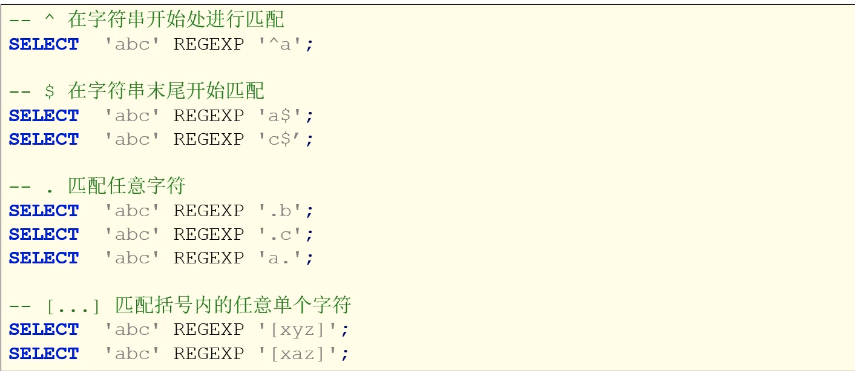 -- ^ 在字符串开始处进行匹配
SELECT  'abc' REGEXP '^a';
-- $ 在字符串末尾开始匹配
SELECT  'abc' REGEXP 'a$';
SELECT  'abc' REGEXP 'c$’;
-- . 匹配任意字符
SELECT  'abc' REGEXP '.b';
SELECT  'abc' REGEXP '.c';
SELECT  'abc' REGEXP 'a.';
-- [...] 匹配括号内的任意单个字符
SELECT  'abc' REGEXP '[xyz]';
SELECT  'abc' REGEXP '[xaz]';